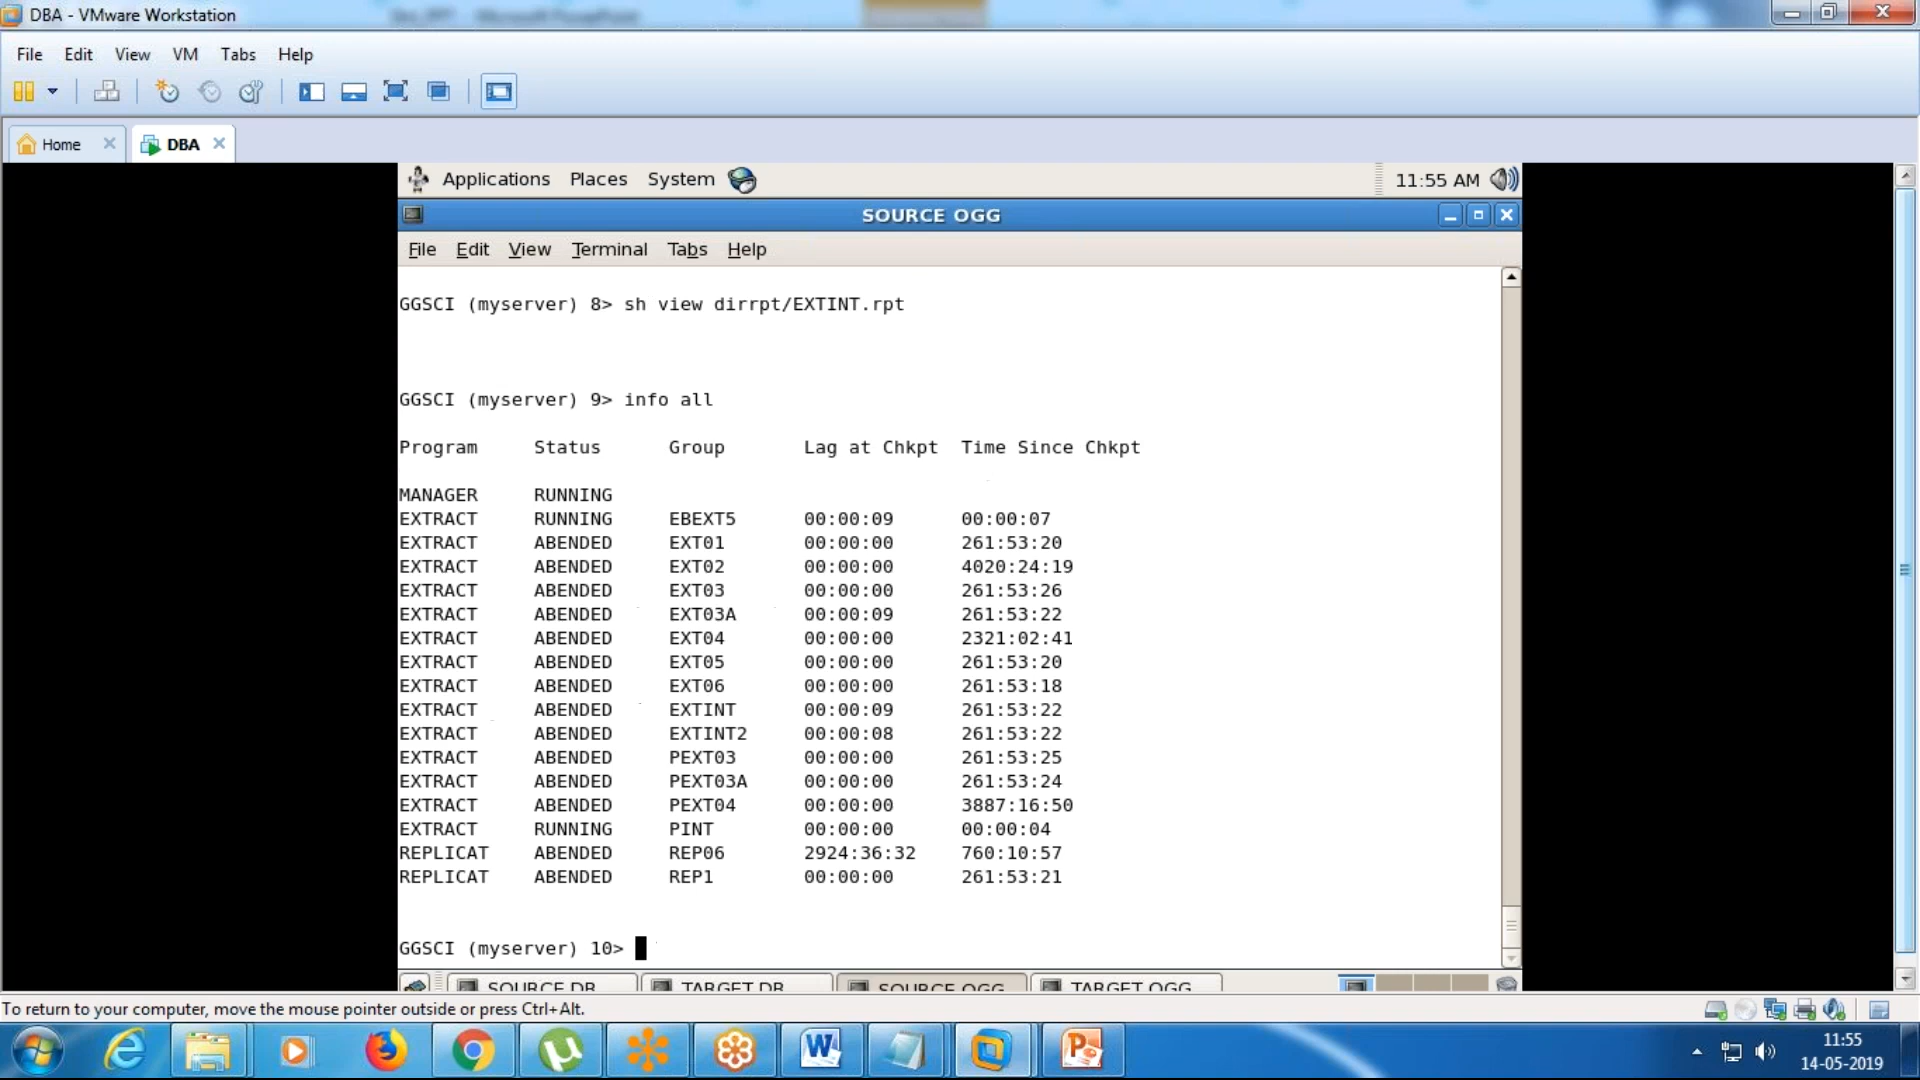 DBA - VMware Workstation
File Edit View VM Tabs Help
Home
DBA
Applications Places System
11:55 AM
SOURCE OGG
File Edit View Terminal Tabs Help
GGSCI (myserver) 8> sh view dirrpt/EXTINT.rpt
GGSCI (myserver) 9> info all
Program Status Group Lag at Chkpt Time Since Chkpt
MANAGER RUNNING
EXTRACT RUNNING EBEXT5 00:00:09 00:00:07
EXTRACT ABENDED EXT01 00:00:00 261:53:20
EXTRACT ABENDED EXT02 00:00:00 4020:24:19
EXTRACT ABENDED EXT03 00:00:00 261:53:26
EXTRACT ABENDED EXT03A 00:00:09 261:53:22
EXTRACT ABENDED EXT04 00:00:00 2321:02:41
EXTRACT ABENDED EXT05 00:00:00 261:53:20
EXTRACT ABENDED EXT06 00:00:00 261:53:18
EXTRACT ABENDED EXTINT 00:00:09 261:53:22
EXTRACT ABENDED EXTINT2 00:00:08 261:53:22
EXTRACT ABENDED PEXT03 00:00:00 261:53:25
EXTRACT ABENDED PEXT03A 00:00:00 261:53:24
EXTRACT ABENDED PEXT04 00:00:00 3887:16:50
EXTRACT RUNNING PINT 00:00:00 00:00:04
REPLICAT ABENDED REP06 2924:36:32 760:10:57
REPLICAT ABENDED REP1 00:00:00 261:53:21
GGSCI (myserver) 10>
SOURCE DB TARGET DB SOURCE OGG TARGET OGG
To return to your computer, move the mouse pointer outside or press Ctrl+Alt.
11:55
14-05-2019